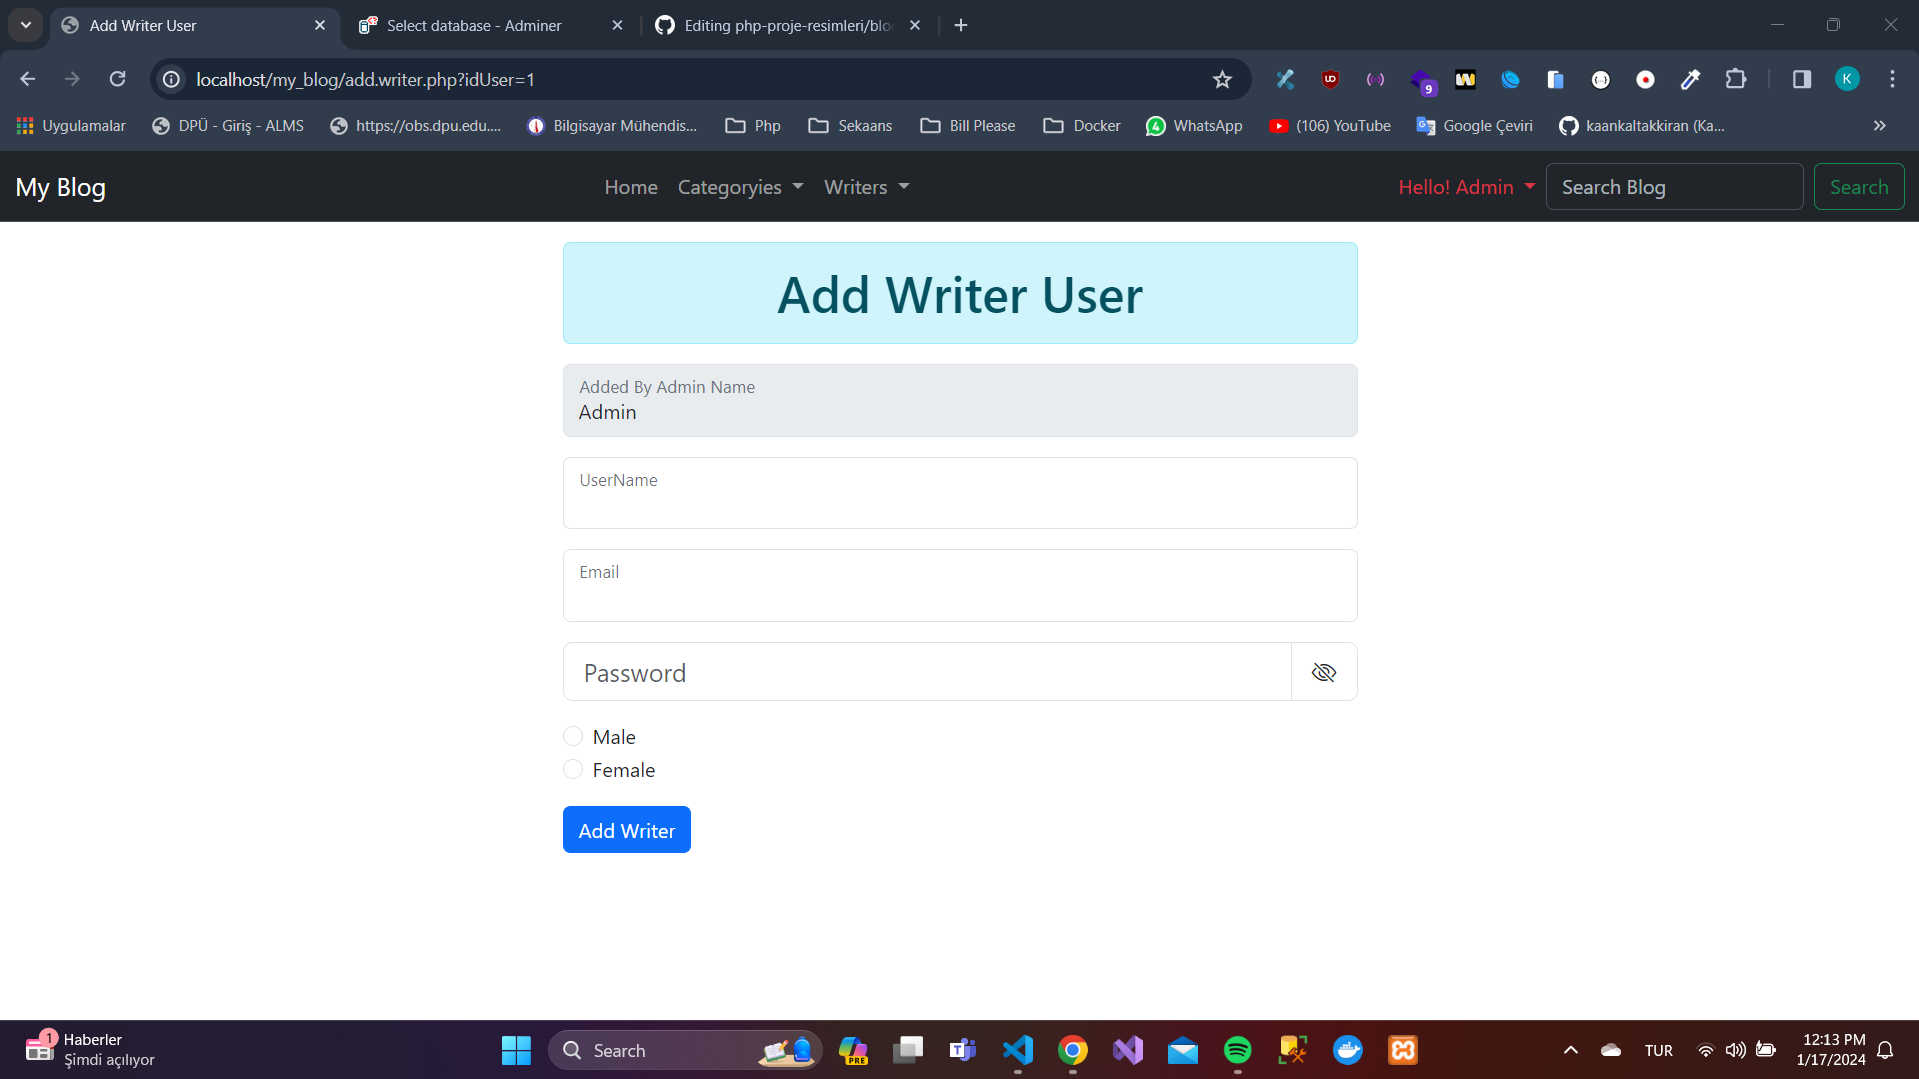 Add Writer User
Select database - Adminer
Editing php-proje-resimleri/blo
localhost/my_blog/add.writer.php?idUser=1
9
K
Uygulamalar
DPÜ - Giriş - ALMS
https://obs.dpu.edu....
Bilgisayar Mühendis...
Php
Sekaans
Bill Please
Docker
4
WhatsApp
(106) YouTube
Google Çeviri
kaankaltakkiran (Ka...
My Blog
Home
Categoryies
Writers
Hello! Admin
Search Blog
Search
Add Writer User
Added By Admin Name
Admin
UserName
Email
Password
Male
Female
Add Writer
1
Haberler
Şimdi açılıyor
Search
PRE
TUR
12:13 PM
1/17/2024